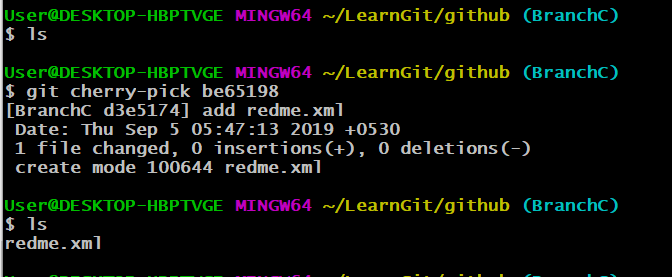 User@DESKTOP-HBPTVGE MINGW64 ~/LearnGit/github (BranchC)
$ ls
User@DESKTOP-HBPTVGE MINGW64 ~/LearnGit/github (BranchC)
$ git cherry-pick be65198
[BranchC d3e5174] add redme.xml
 Date: Thu Sep 5 05:47:13 2019 +0530
 1 file changed, 0 insertions(+), 0 deletions(-)
 create mode 100644 redme.xml
User@DESKTOP-HBPTVGE MINGW64 ~/LearnGit/github (BranchC)
$ ls
redme.xml